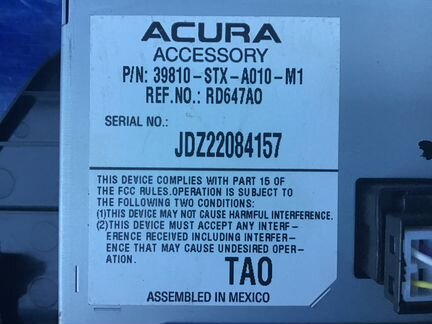 ACURA
ACCESSORY
P/N: 39810-STX-A010-M1
REF.NO.: RD647A0
SERIAL NO.:
JDZ22084157
THIS DEVICE COMPLIES WITH PART 15 OF
THE FCC RULES.OPERATION IS SUBJECT TO
THE FOLLOWING TWO CONDITIONS:
(1)THIS DEVICE MAY NOT CAUSE HARMFUL INTERFERENCE.
(2)THIS DEVICE MUST ACCEPT ANY INTERF-
ERENCE RECEIVED INCLUDING INTERFER-
ENCE THAT MAY CAUSE UNDESIRED OPER-
ATION.
TA0
ASSEMBLED IN MEXICO